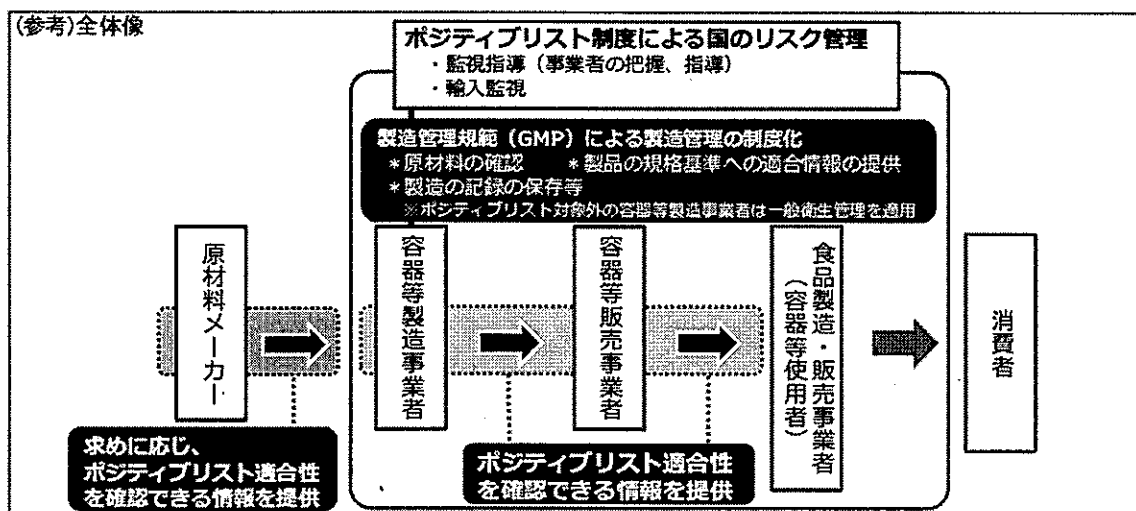 (参考)全体像
ポジティブリスト制度による国のリスク管理
・監視指導（事業者の把握、指導）
・輸入監視
製造管理規範（GMP）による製造管理の制度化
＊原材料の確認　　＊製品の規格基準への適合情報の提供
＊製造の記録の保存等
※ポジティブリスト対象外の容器等製造事業者は一般衛生管理を適用
原材料メーカー
容器等製造事業者
容器等販売事業者
食品製造・販売事業者
（容器等使用者）
消費者
求めに応じ、
ポジティブリスト適合性
を確認できる情報を提供
ポジティブリスト適合性
を確認できる情報を提供